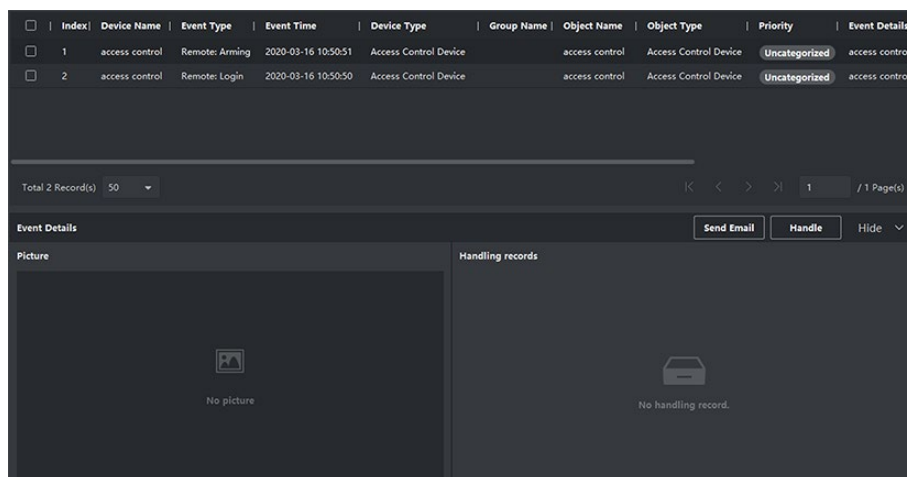 Index Device Name Event Type Event Time Device Type Group Name Object Name Object Type Priority Event Details
1 access control Remote: Arming 2020-03-16 10:50:51 Access Control Device access control Access Control Device Uncategorized access contro
2 access control Remote: Login 2020-03-16 10:50:50 Access Control Device access control Access Control Device Uncategorized access contro
Total 2 Record(s) 50 1 / 1 Page(s)
Event Details Send Email Handle Hide
Picture Handling records
No picture
No handling record.